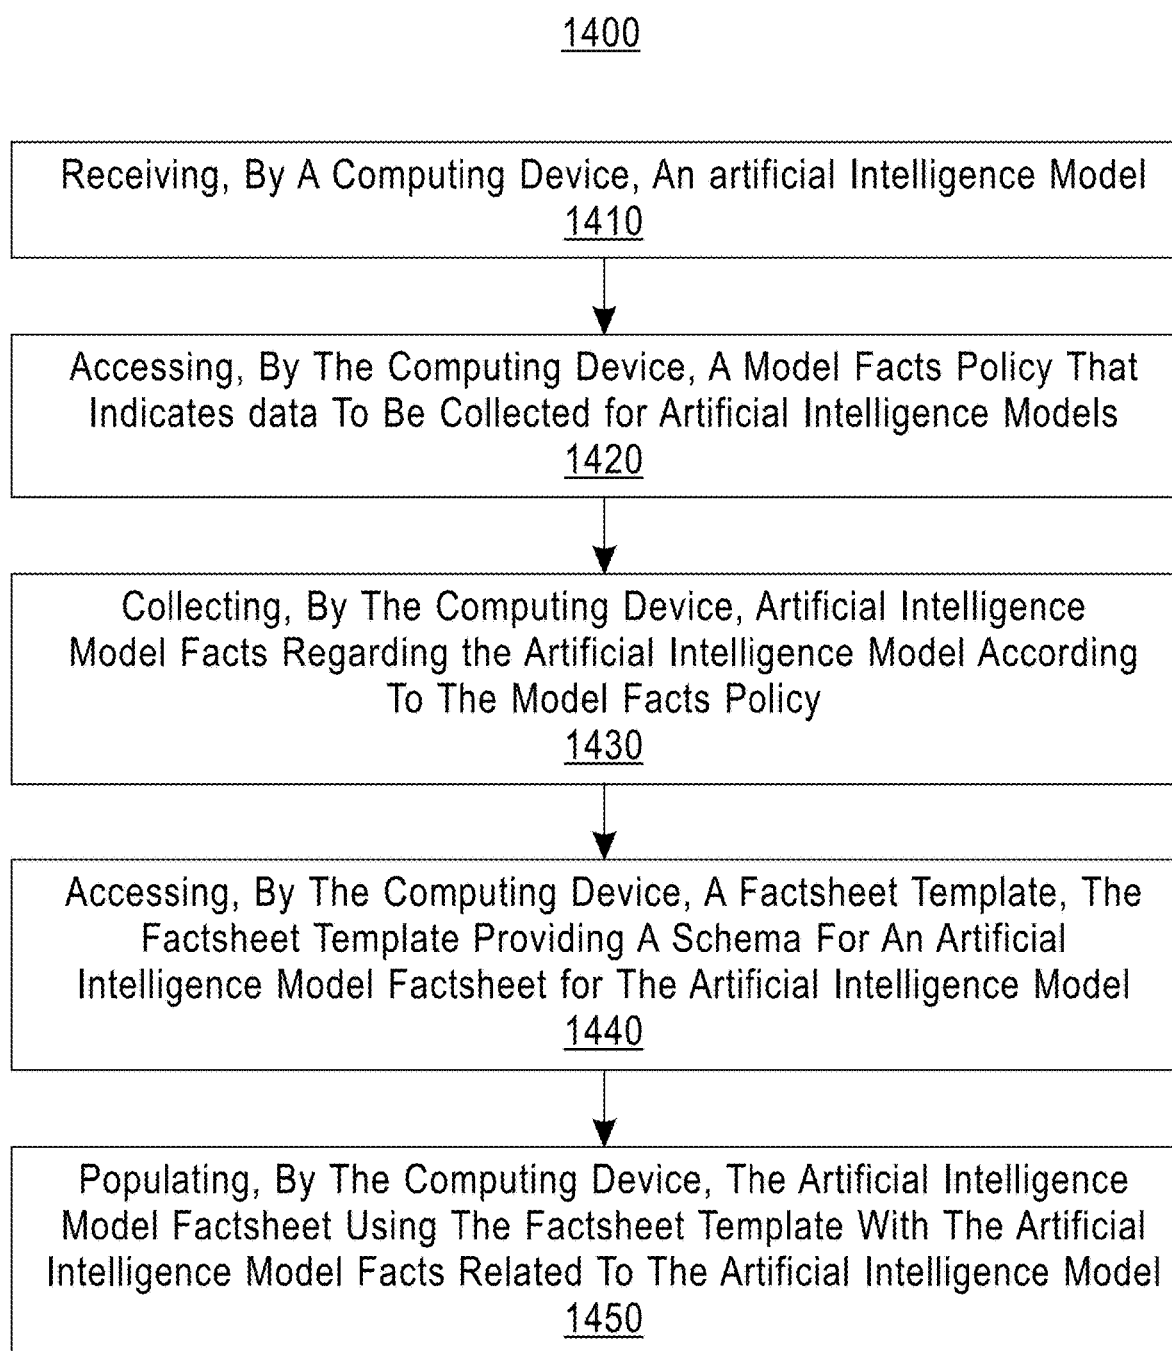 1400
Receiving, By A Computing Device, An artificial Intelligence Model
1410
Accessing, By The Computing Device, A Model Facts Policy That
Indicates data To Be Collected for Artificial Intelligence Models
1420
Collecting, By The Computing Device, Artificial Intelligence
Model Facts Regarding the Artificial Intelligence Model According
To The Model Facts Policy
1430
Accessing, By The Computing Device, A Factsheet Template, The
Factsheet Template Providing A Schema For An Artificial
Intelligence Model Factsheet for The Artificial Intelligence Model
1440
Populating, By The Computing Device, The Artificial Intelligence
Model Factsheet Using The Factsheet Template With The Artificial
Intelligence Model Facts Related To The Artificial Intelligence Model
1450